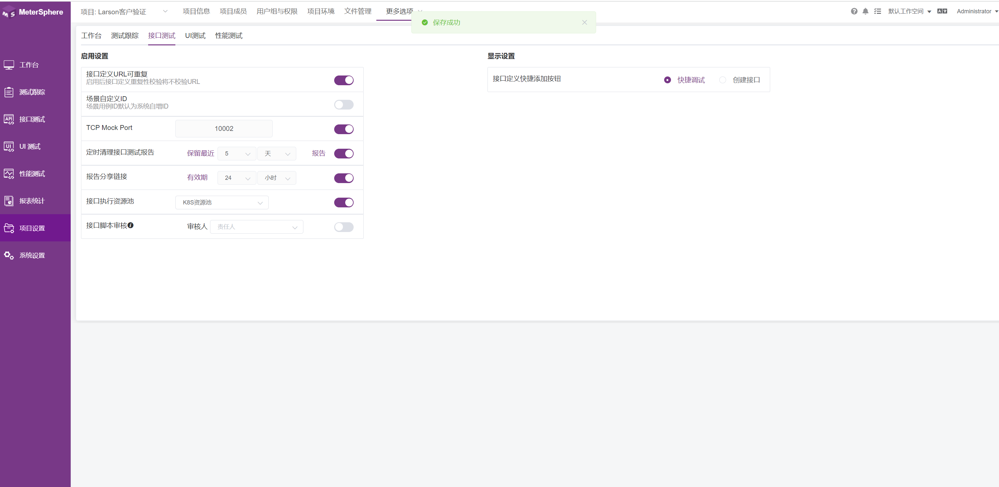 MeterSphere
项目: Larson客户验证
项目信息
项目成员
用户组与权限
项目环境
文件管理
更多选项
默认工作空间
Administrator
保存成功
工作台
测试跟踪
接口测试
UI 测试
性能测试
报表统计
项目设置
系统设置
工作台
测试跟踪
接口测试
UI测试
性能测试
启用设置
接口定义URL可重复
启用后接口定义重复性校验将不校验URL
场景自定义ID
场景用例ID默认为系统自增ID
TCP Mock Port
10002
定时清理接口测试报告
保留最近
5
天
报告
报告分享链接
有效期
24
小时
接口执行资源池
K8S资源池
接口脚本审核
审核人
责任人
显示设置
接口定义快捷添加按钮
快捷调试
创建接口